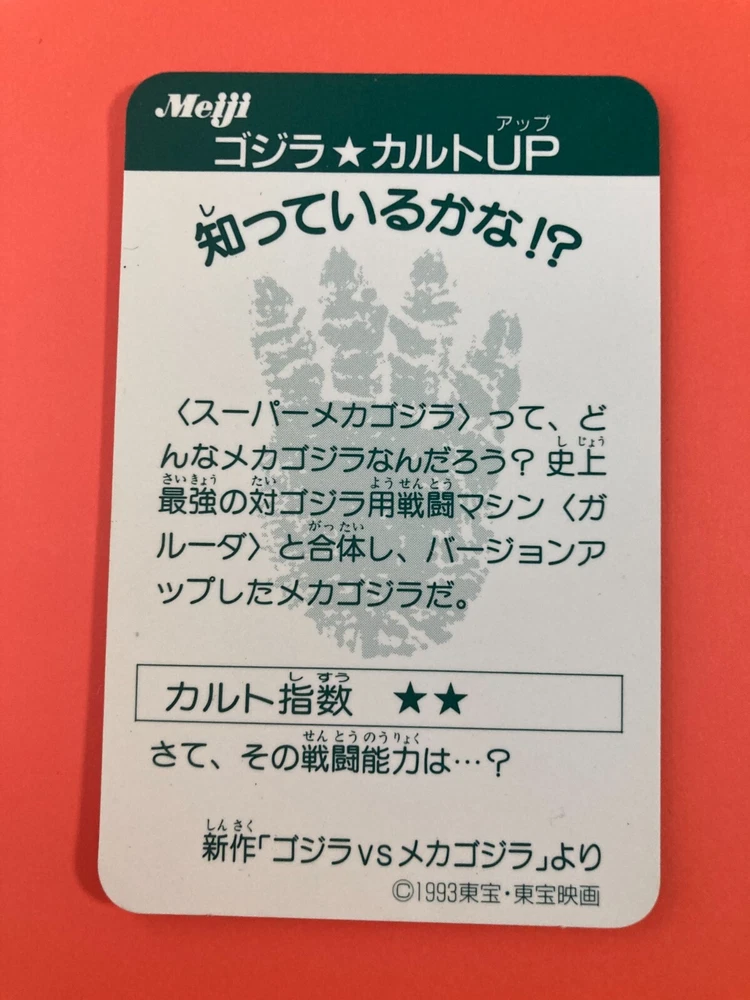 Meiji
ゴジラ★カルトUP
アップ
知っているかな!?
し
〈スーパーメカゴジラ〉って、ど
んなメカゴジラなんだろう?史上
しじょう
最強の対ゴジラ用戦闘マシン〈ガ
さいきょう たい ようせんとう
ルーダ〉と合体し、バージョンア
がったい
ップしたメカゴジラだ。
カルト指数 ★★
しすう
さて、その戦闘能力は…?
せんとうのうりょく
新作「ゴジラvsメカゴジラ」より
しんさく
©1993東宝・東宝映画